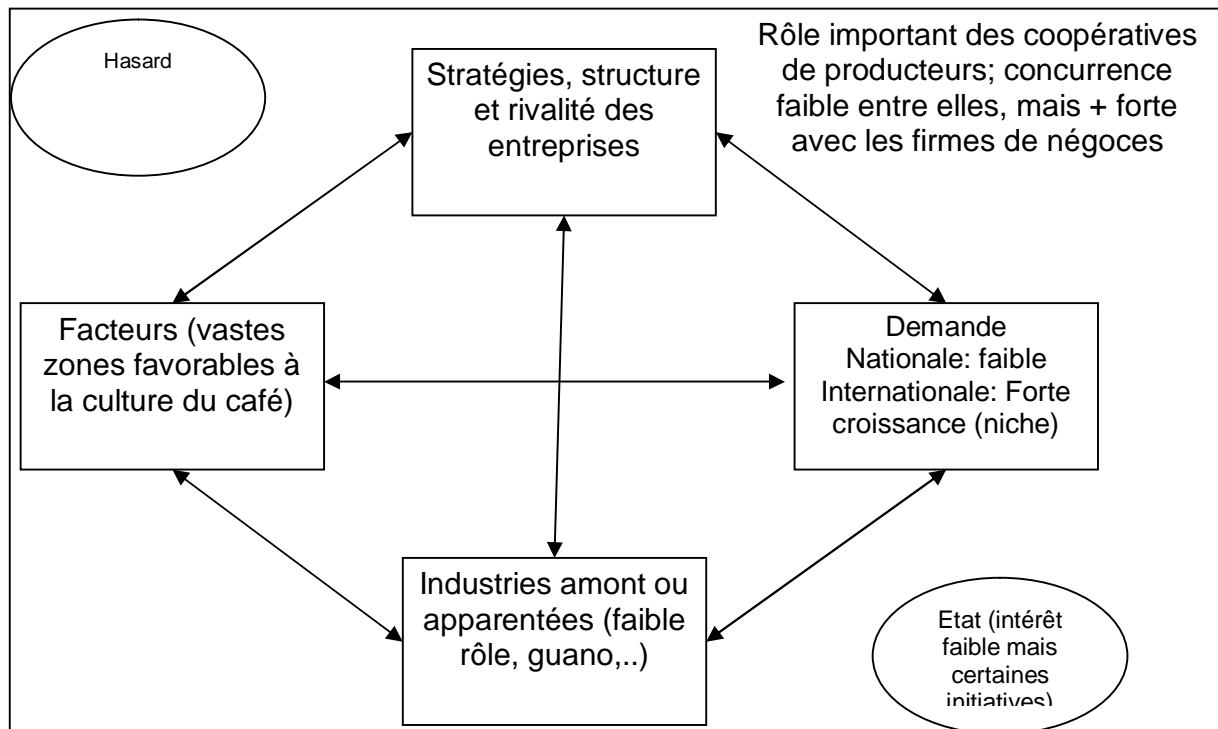 Hasard
Stratégies, structure
et rivalité des
entreprises
Rôle important des coopératives
de producteurs; concurrence
faible entre elles, mais + forte
avec les firmes de négoces
Facteurs (vastes
zones favorables à
la culture du café)
Demande
Nationale: faible
Internationale: Forte
croissance (niche)
Industries amont ou
apparentées (faible
rôle, guano,..)
Etat (intérêt
faible mais
certaines
initiatives)